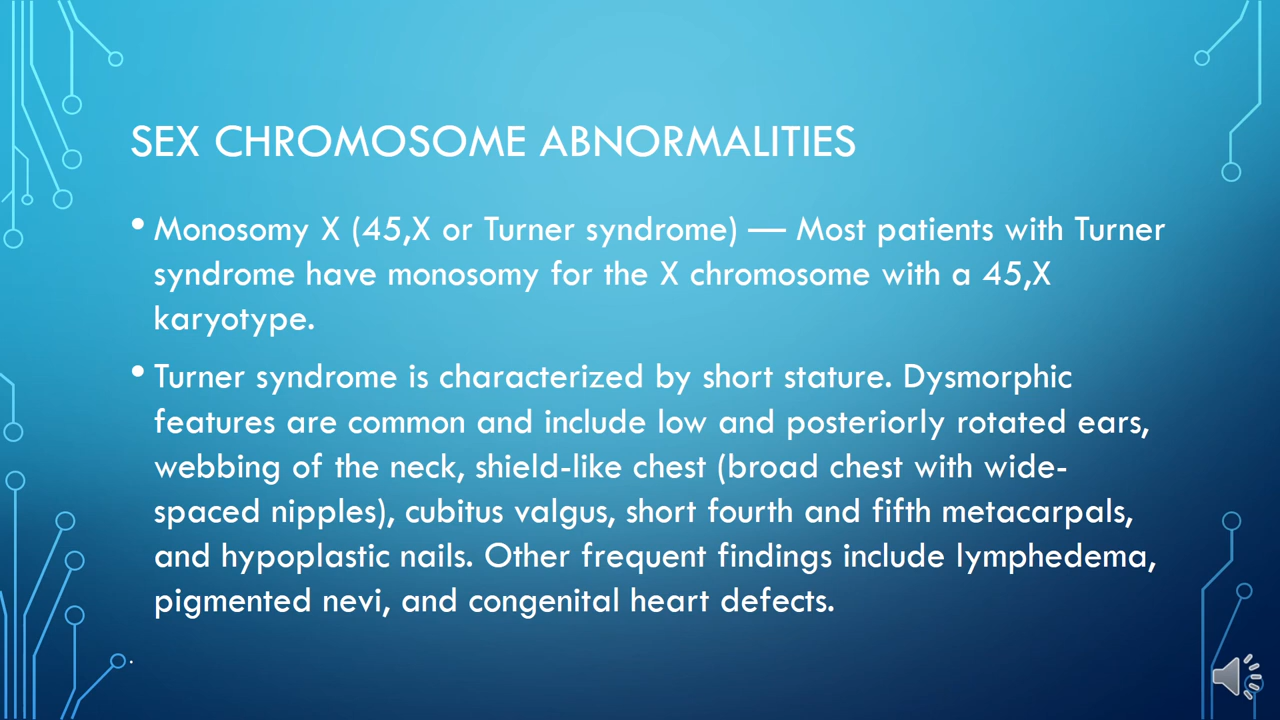 SEX CHROMOSOME ABNORMALITIES
• Monosomy X (45,X or Turner syndrome) — Most patients with Turner
syndrome have monosomy for the X chromosome with a 45,X
karyotype.
• Turner syndrome is characterized by short stature. Dysmorphic
features are common and include low and posteriorly rotated ears,
webbing of the neck, shield-like chest (broad chest with wide-
spaced nipples), cubitus valgus, short fourth and fifth metacarpals,
and hypoplastic nails. Other frequent findings include lymphedema,
pigmented nevi, and congenital heart defects.
.